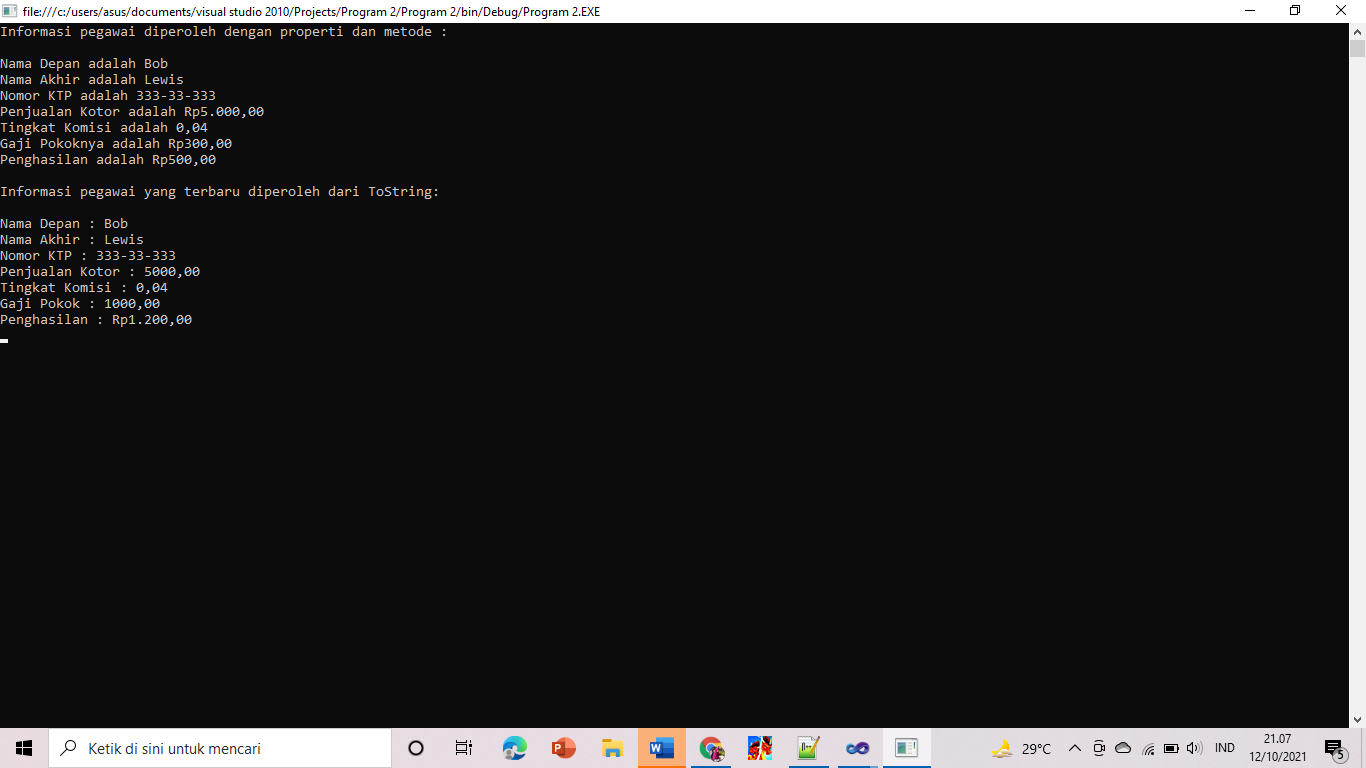 file:///c:/users/asus/documents/visual studio 2010/Projects/Program 2/Program 2/bin/Debug/Program 2.EXE
Informasi pegawai diperoleh dengan properti dan metode :
Nama Depan adalah Bob
Nama Akhir adalah Lewis
Nomor KTP adalah 333-33-333
Penjualan Kotor adalah Rp5.000,00
Tingkat Komisi adalah 0,04
Gaji Pokoknya adalah Rp300,00
Penghasilan adalah Rp500,00
Informasi pegawai yang terbaru diperoleh dari ToString:
Nama Depan : Bob
Nama Akhir : Lewis
Nomor KTP : 333-33-333
Penjualan Kotor : 5000,00
Tingkat Komisi : 0,04
Gaji Pokok : 1000,00
Penghasilan : Rp1.200,00
Ketik di sini untuk mencari
29°C
IND
21.07
12/10/2021
5